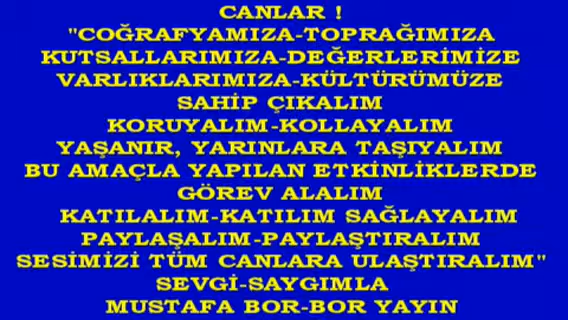 CANLAR !
"COĞRAFYAMIZA-TOPRAĞIMIZA
KUTSALLARIMIZA-DEĞERLERİMİZE
VARLIKLARIMIZA-KÜLTÜRÜMÜZE
SAHİP ÇIKALIM
KORUYALIM-KOLLAYALIM
YAŞANIR, YARINLARA TAŞIYALIM
BU AMAÇLA YAPILAN ETKİNLİKLERDE
GÖREV ALALIM
KATILALIM-KATILIM SAĞLAYALIM
PAYLAŞALIM-PAYLAŞTIRALIM
SESİMİZİ TÜM CANLARA ULAŞTIRALIM"
SEVGİ-SAYGIMLA
MUSTAFA BOR-BOR YAYIN